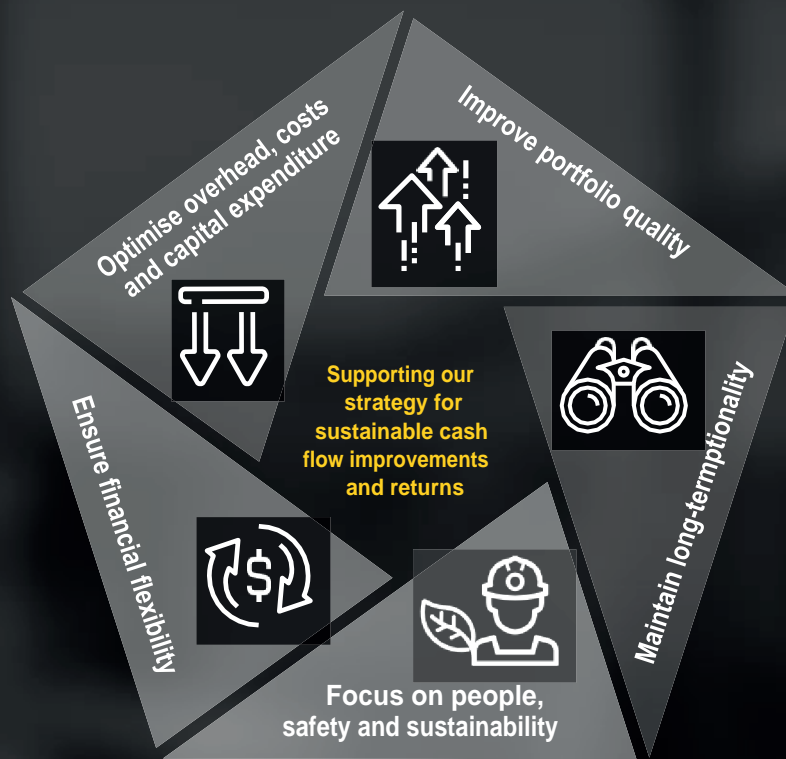 Optimise overhead, costs
and capital expenditure
Improve portfolio quality
Supporting our
strategy for
sustainable cash
flow improvements
and returns
Ensure financial flexibility
Maintain long-termptionality
Focus on people,
safety and sustainability
$